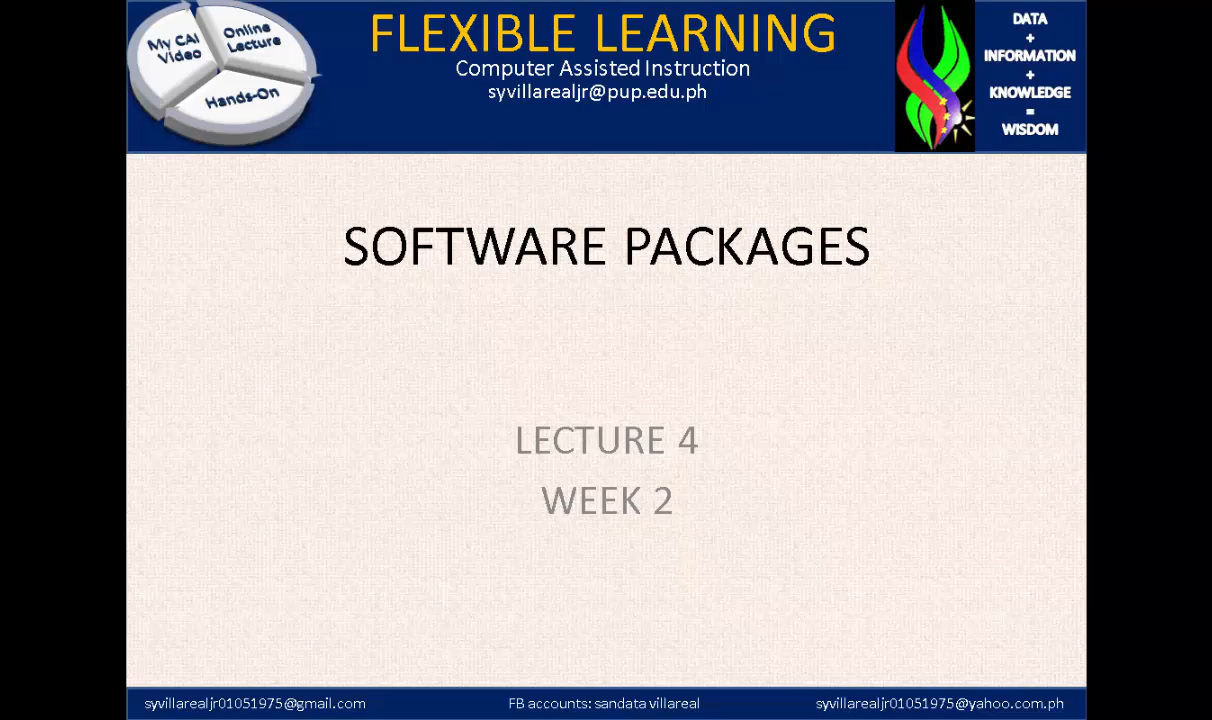 My CAI
Video
Online
Lecture
Hands-On
FLEXIBLE LEARNING
Computer Assisted Instruction
syvillarealjr@pup.edu.ph
DATA
+
INFORMATION
+
KNOWLEDGE
=
WISDOM
SOFTWARE PACKAGES
LECTURE 4
WEEK 2
syvillarealjr01051975@gmail.com
FB accounts: sandata villareal
syvillarealjr01051975@yahoo.com.ph